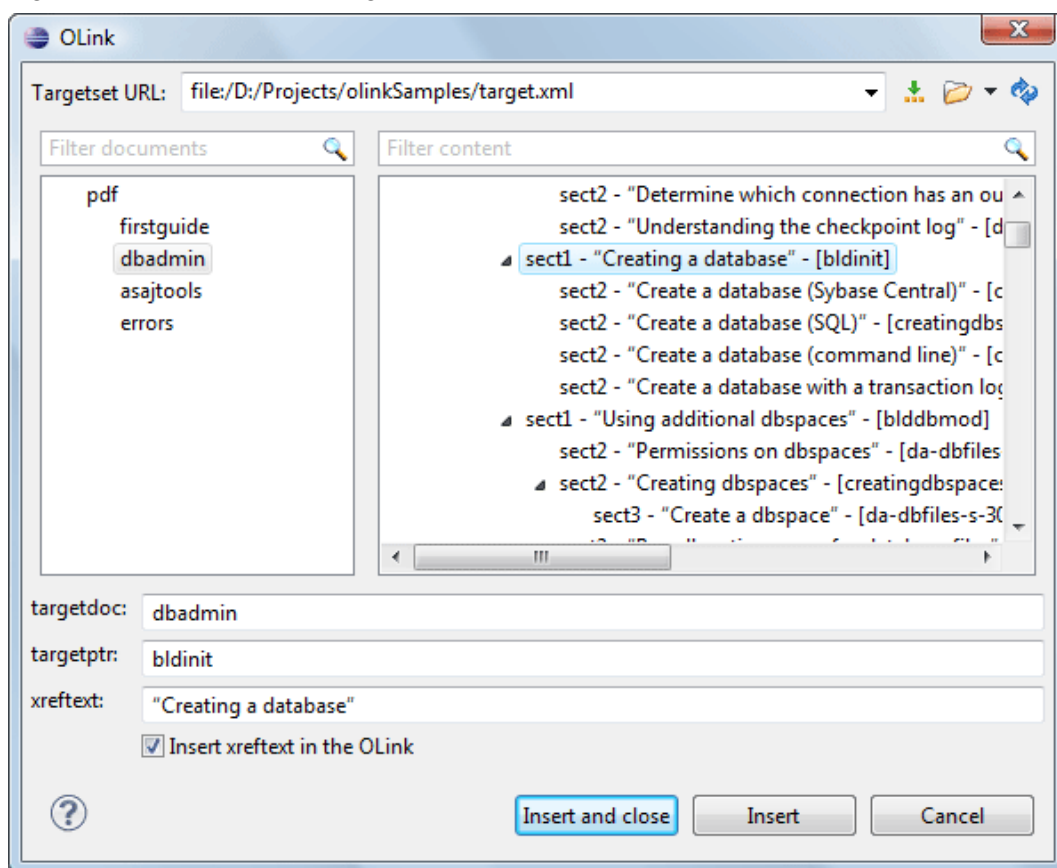 OLink
Targetset URL: file:/D:/Projects/olinkSamples/target.xml
Filter documents
Filter content
pdf
firstguide
dbadmin
asajtools
errors
sect2 - "Determine which connection has an ou
sect2 - "Understanding the checkpoint log" - [d
sect1 - "Creating a database" - [bldinit]
sect2 - "Create a database (Sybase Central)" - [c
sect2 - "Create a database (SQL)" - [creatingdbs
sect2 - "Create a database (command line)" - [c
sect2 - "Create a database with a transaction log
sect1 - "Using additional dbspaces" - [blddbmod]
sect2 - "Permissions on dbspaces" - [da-dbfiles
sect2 - "Creating dbspaces" - [creatingdbspaces
sect3 - "Create a dbspace" - [da-dbfiles-s-30
targetdoc: dbadmin
targetptr: bldinit
xreftext: "Creating a database"
Insert xreftext in the OLink
Insert and close
Insert
Cancel